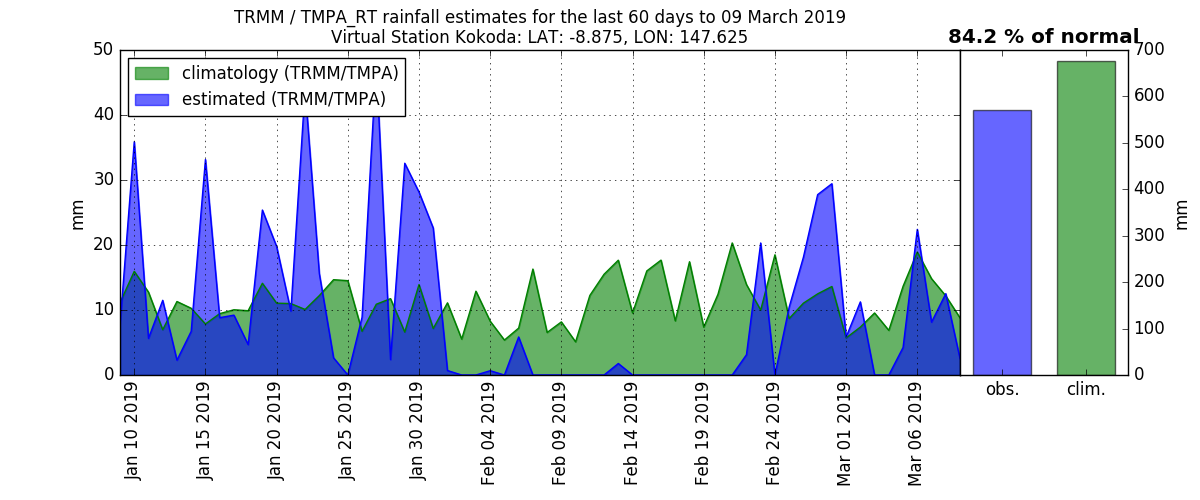 TRMM / TMPA_RT rainfall estimates for the last 60 days to 09 March 2019
Virtual Station Kokoda: LAT: -8.875, LON: 147.625
84.2 % of normal
climatology (TRMM/TMPA)
estimated (TRMM/TMPA)
mm
50
40
30
20
10
0
Jan 10 2019
Jan 15 2019
Jan 20 2019
Jan 25 2019
Jan 30 2019
Feb 04 2019
Feb 09 2019
Feb 14 2019
Feb 19 2019
Feb 24 2019
Mar 01 2019
Mar 06 2019
obs.
clim.
700
600
500
400
300
200
100
0
mm